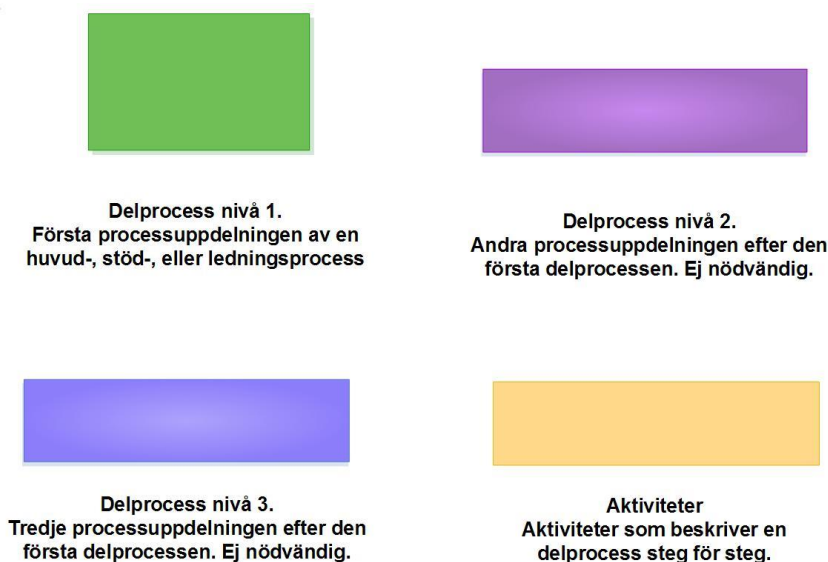 Delprocess nivå 1.
Första processuppdelningen av en
huvud-, stöd-, eller ledningsprocess
Delprocess nivå 2.
Andra processuppdelningen efter den
första delprocessen. Ej nödvändig.
Delprocess nivå 3.
Tredje processuppdelningen efter den
första delprocessen. Ej nödvändig.
Aktiviteter
Aktiviteter som beskriver en
delprocess steg för steg.